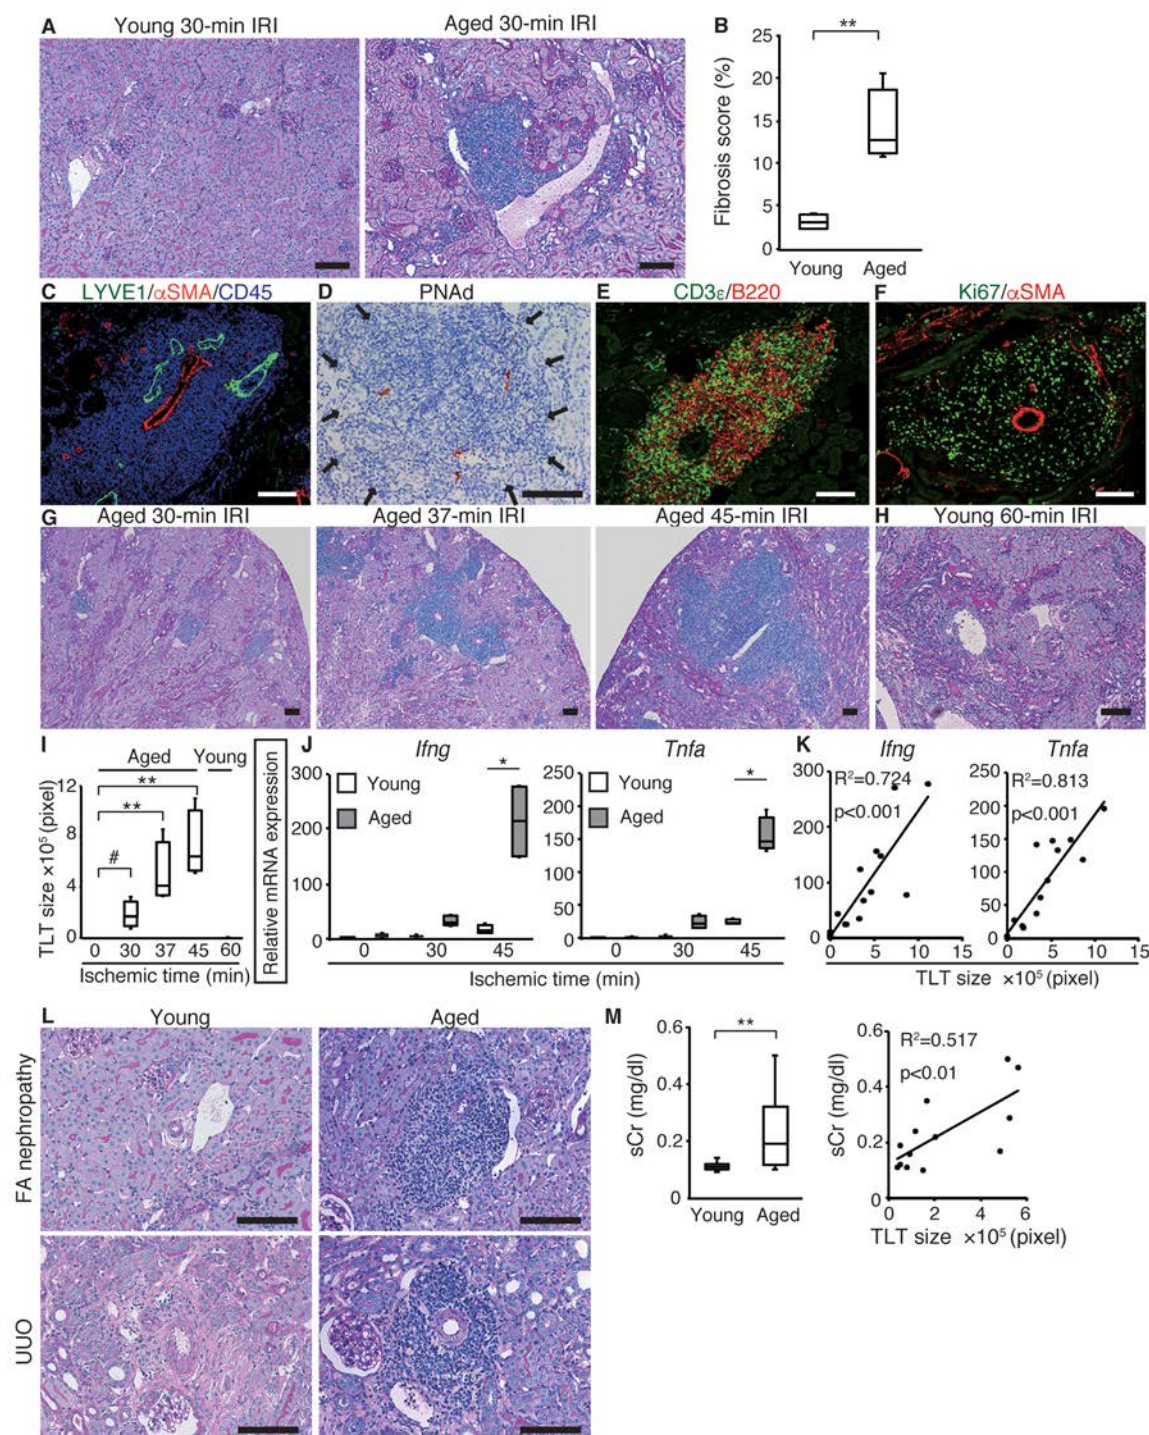 A Young 30-min IRI Aged 30-min IRI
B
**
Fibrosis score (%)
25
20
15
10
5
0
Young Aged
C LYVE1/αSMA/CD45
D PNAd
E CD3ε/B220
F Ki67/αSMA
G Aged 30-min IRI Aged 37-min IRI Aged 45-min IRI
H Young 60-min IRI
I
Aged Young
**
**
#
TLT size ×10⁵ (pixel)
12
8
4
0
0 30 37 45 60
Ischemic time (min)
Relative mRNA expression
J
Ifng
300
200
100
0
Young
Aged
*
0 30 45
Tnfa
250
200
150
100
50
0
Young
Aged
*
0 30 45
Ischemic time (min)
K
Ifng
R²=0.724
p<0.001
300
200
100
0
0 5 10 15
Tnfa
R²=0.813
p<0.001
250
200
150
100
50
0
0 5 10 15
TLT size ×10⁵ (pixel)
L
Young Aged
FA nephropathy
UUO
M
**
sCr (mg/dl)
0.6
0.4
0.2
0
Young Aged
R²=0.517
p<0.01
sCr (mg/dl)
0.6
0.4
0.2
0
0 2 4 6
TLT size ×10⁵ (pixel)